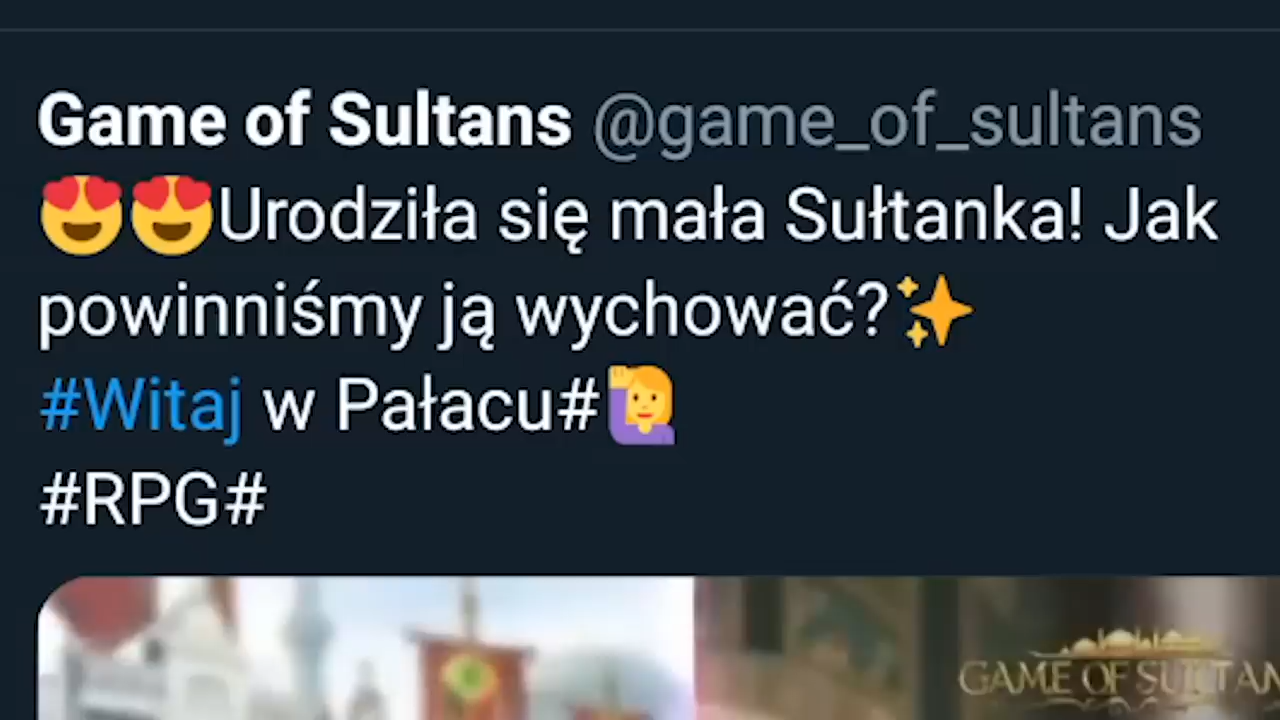 Game of Sultans @game_of_sultans
😍😍Urodziła się mała Sułtanka! Jak
powinniśmy ją wychować?✨
#Witaj w Pałacu#🙋‍♀️
#RPG#
GAME OF SULTAN